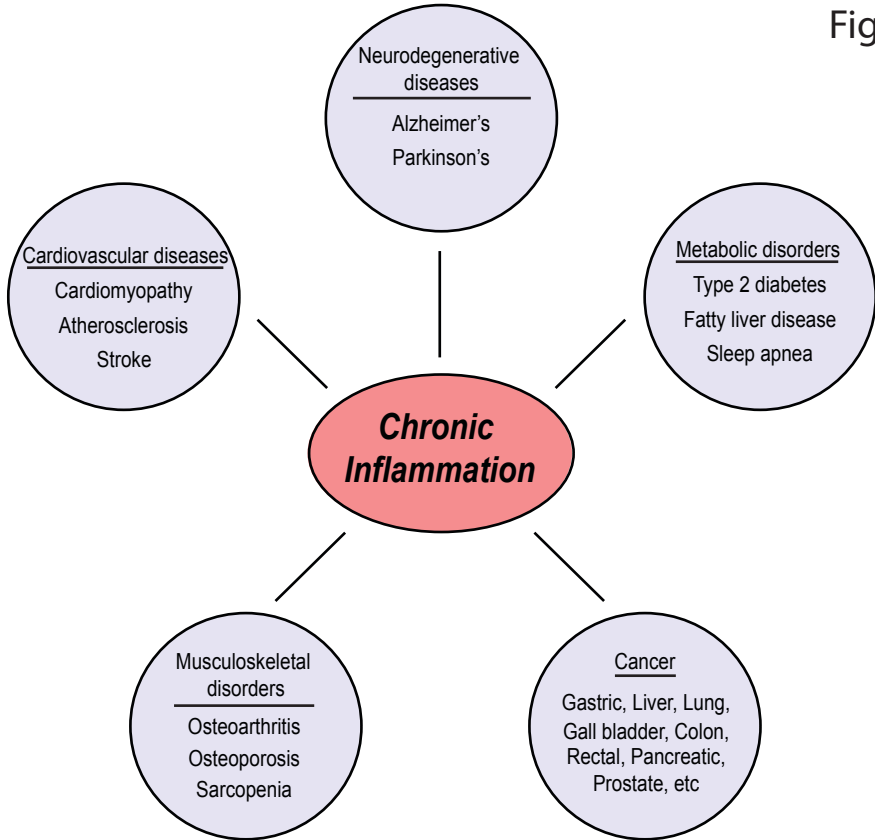 Fig
Neurodegenerative
diseases
Alzheimer's
Parkinson's
Cardiovascular diseases
Cardiomyopathy
Atherosclerosis
Stroke
Metabolic disorders
Type 2 diabetes
Fatty liver disease
Sleep apnea
Chronic
Inflammation
Musculoskeletal
disorders
Osteoarthritis
Osteoporosis
Sarcopenia
Cancer
Gastric, Liver, Lung,
Gall bladder, Colon,
Rectal, Pancreatic,
Prostate, etc